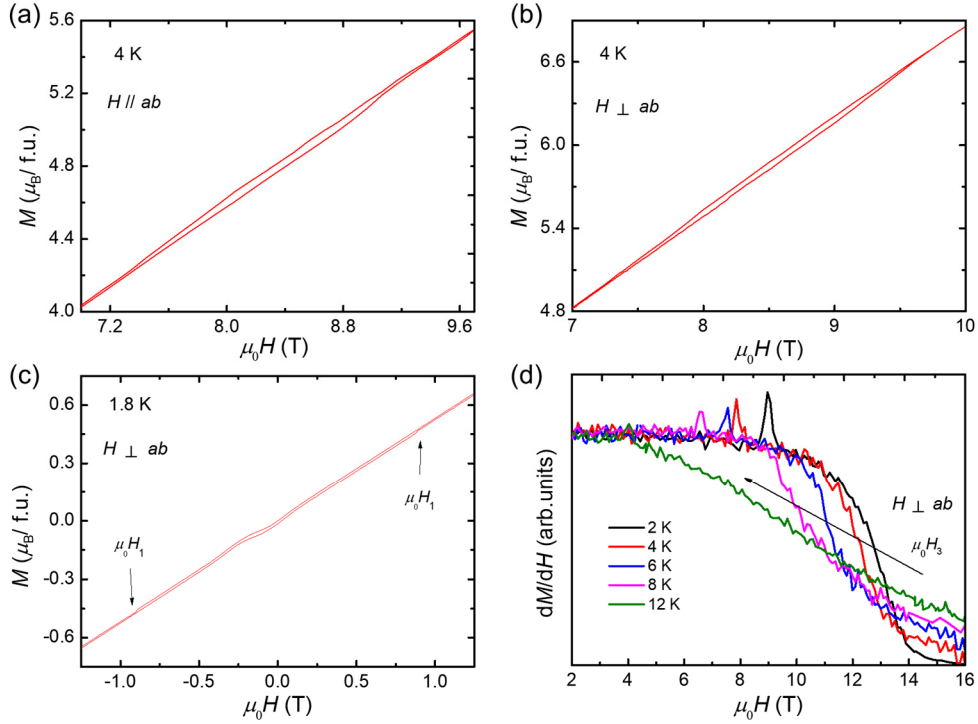 (a)
5.6
5.2
4.8
4.4
4.0
4 K
H // ab
M (μB/ f.u.)
7.2 8.0 8.8 9.6
μ0H (T)
(b)
6.6
6.0
5.4
4.8
4 K
H ⊥ ab
M (μB/ f.u.)
7 8 9 10
μ0H (T)
(c)
0.6
0.3
0.0
-0.3
-0.6
1.8 K
H ⊥ ab
μ0H1
μ0H1
M (μB/ f.u.)
-1.0 -0.5 0.0 0.5 1.0
μ0H (T)
(d)
dM/dH (arb.units)
H ⊥ ab
μ0H3
2 K
4 K
6 K
8 K
12 K
2 4 6 8 10 12 14 16
μ0H (T)